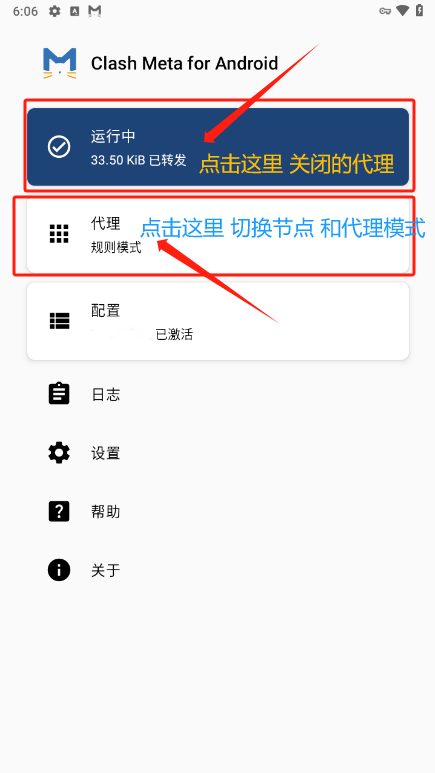 6:06
Clash Meta for Android
运行中
33.50 KiB 已转发
点击这里 关闭的代理
代理
点击这里 切换节点 和代理模式
规则模式
配置
已激活
日志
设置
帮助
关于